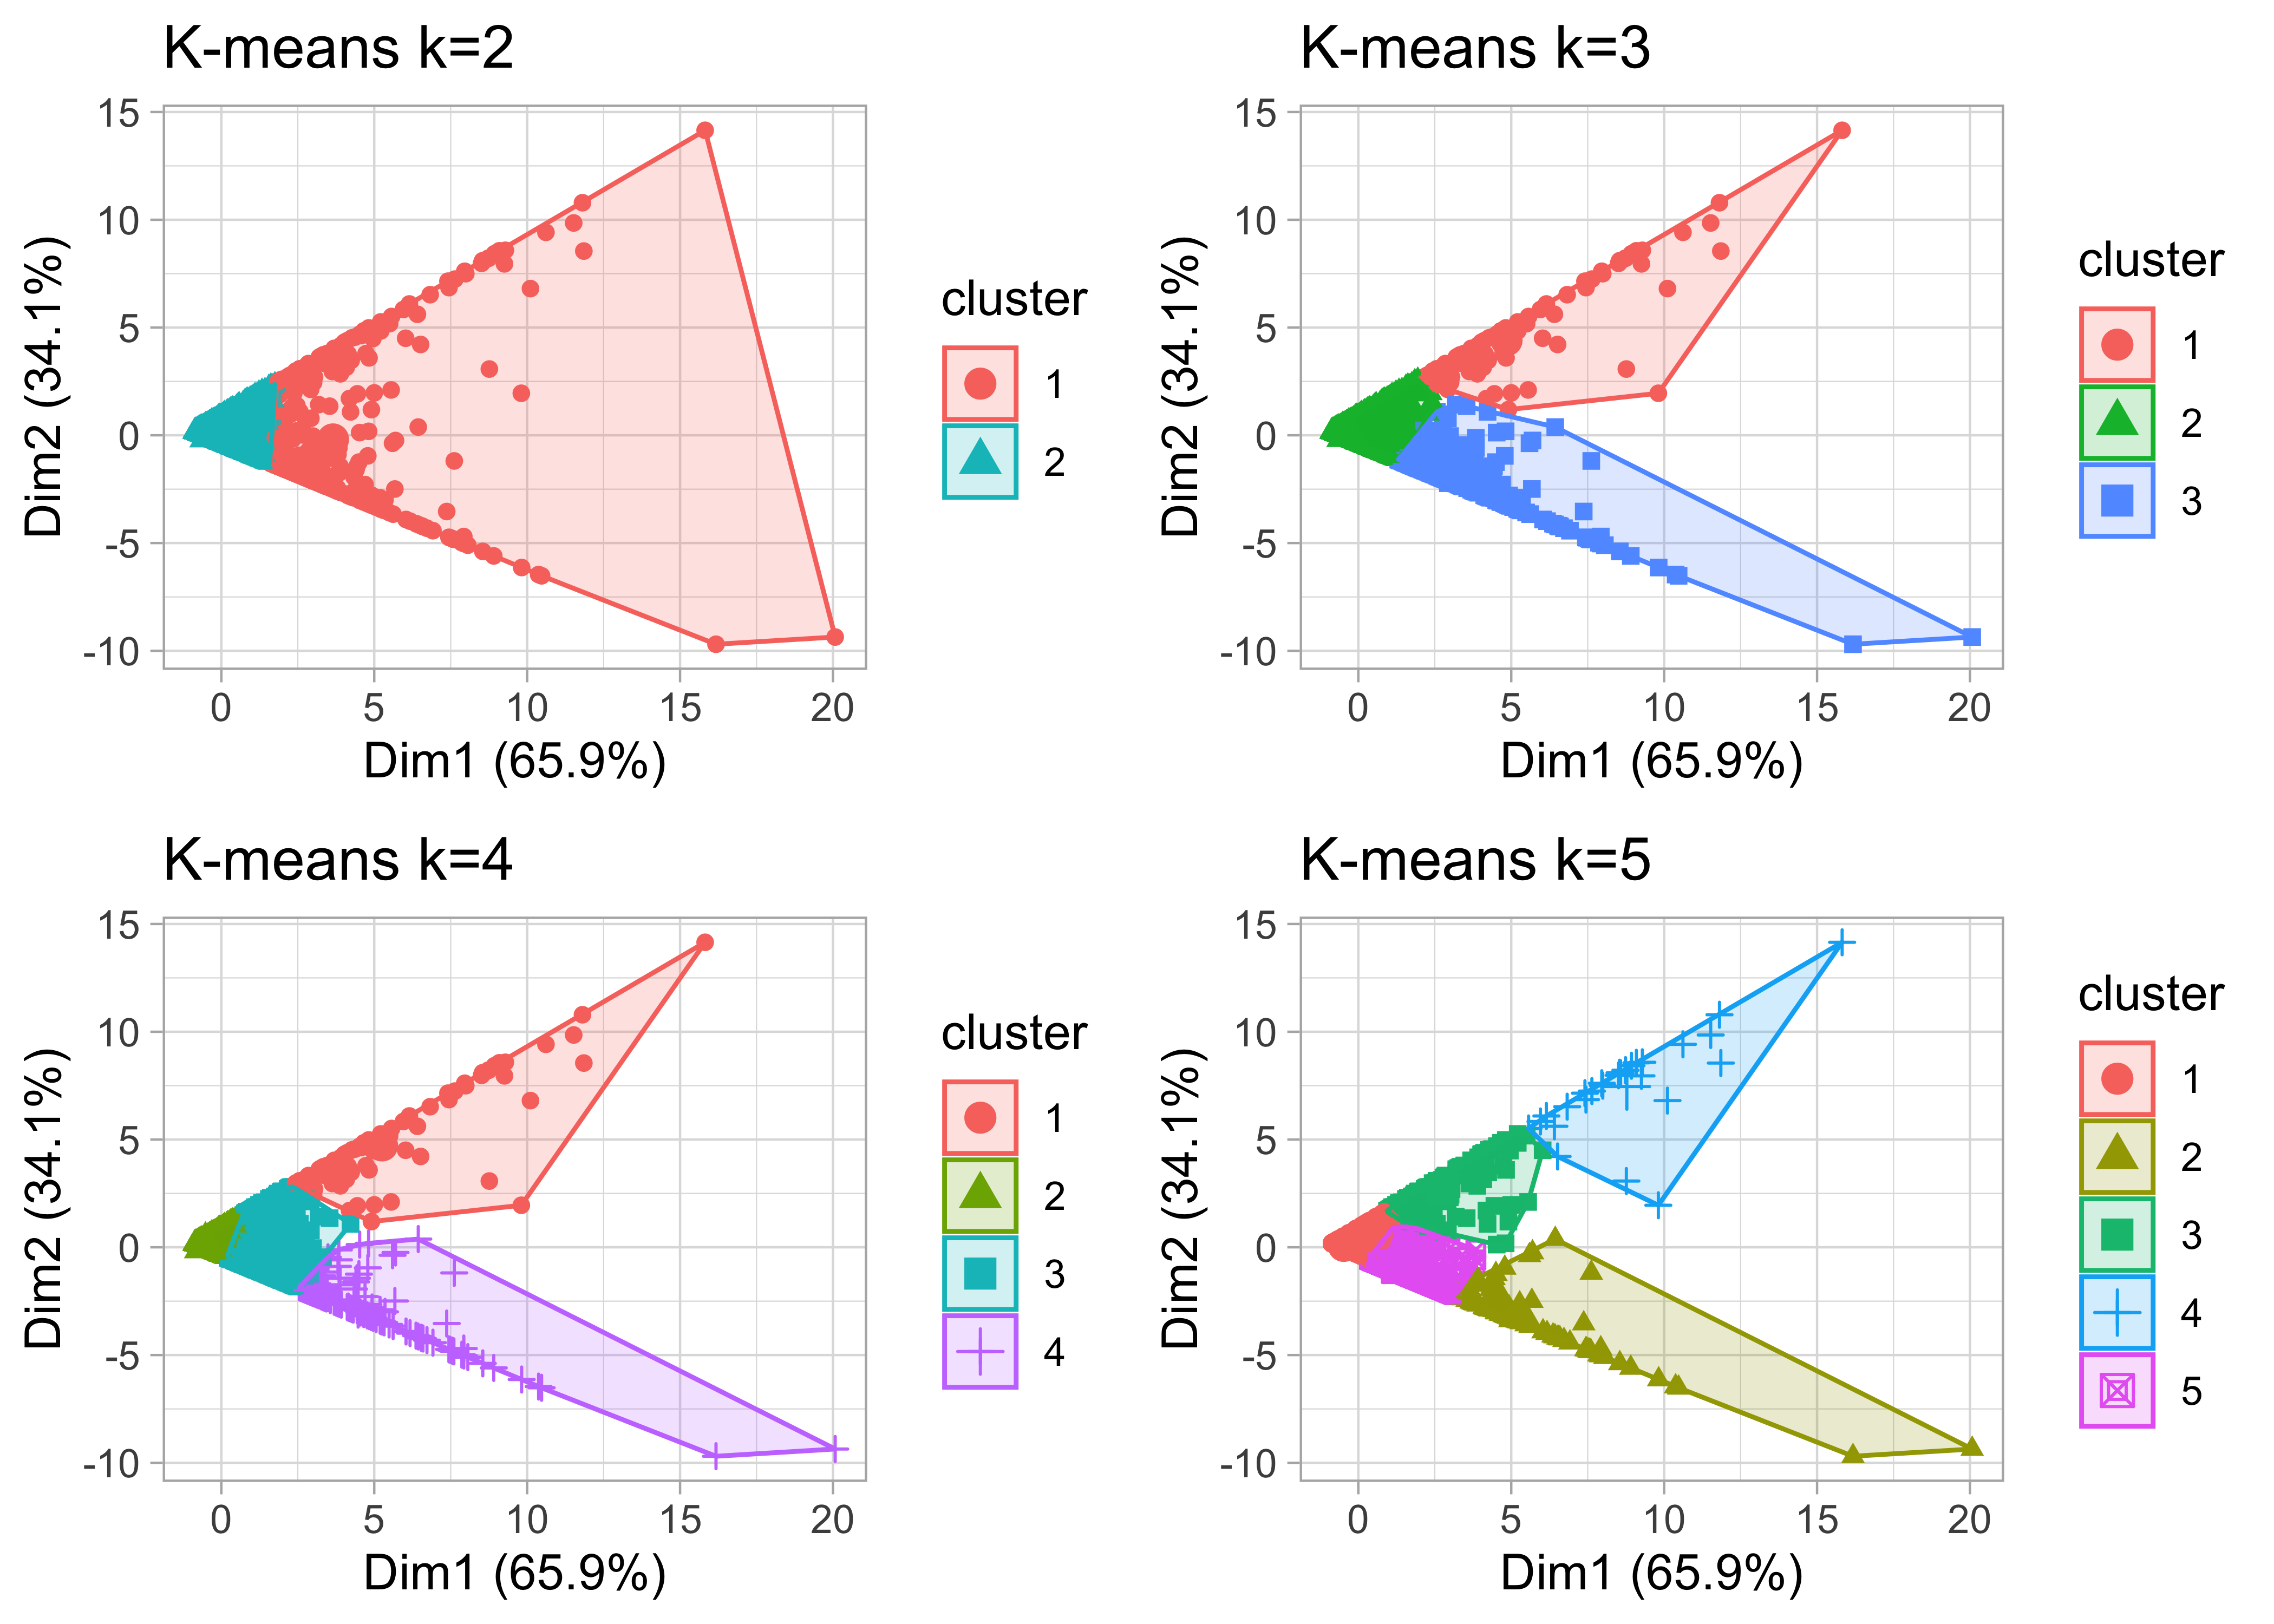 K-means k=2
15
10
5
0
-5
-10
Dim2 (34.1%)
0 5 10 15 20
Dim1 (65.9%)
cluster
1
2
K-means k=3
15
10
5
0
-5
-10
Dim2 (34.1%)
0 5 10 15 20
Dim1 (65.9%)
cluster
1
2
3
K-means k=4
15
10
5
0
-5
-10
Dim2 (34.1%)
0 5 10 15 20
Dim1 (65.9%)
cluster
1
2
3
4
K-means k=5
15
10
5
0
-5
-10
Dim2 (34.1%)
0 5 10 15 20
Dim1 (65.9%)
cluster
1
2
3
4
5